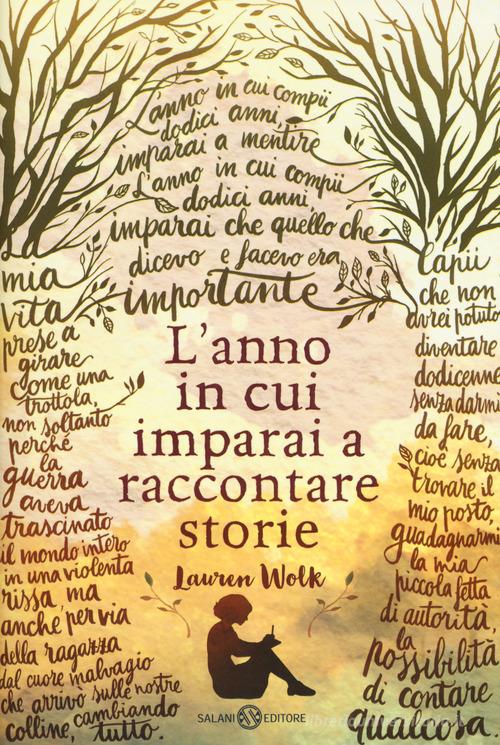 L'anno in cui compii
dodici anni,
imparai a mentire
L'anno in cui compii
dodici anni,
imparai che quello che
dicevo e facevo era
importante
La
mia
vita
prese a
girare
come una
trottola,
non soltanto
perché
la
guerra
aveva
trascinato
il mondo intero
in una violenta
rissa, ma
anche per via
della ragazza
dal cuore malvagio
che arrivò sulle nostre
colline, cambiando
tutto.
Capii
che non
avrei potuto
diventare
dodicenne
senza darmi
da fare,
cioè senza
trovare il
mio posto,
guadagnarmi
la mia
piccola fetta
di autorità,
la
possibilità
di contare
qualcosa.
L'anno
in cui
imparai a
raccontare
storie
Lauren Wolk
SALANI EDITORE